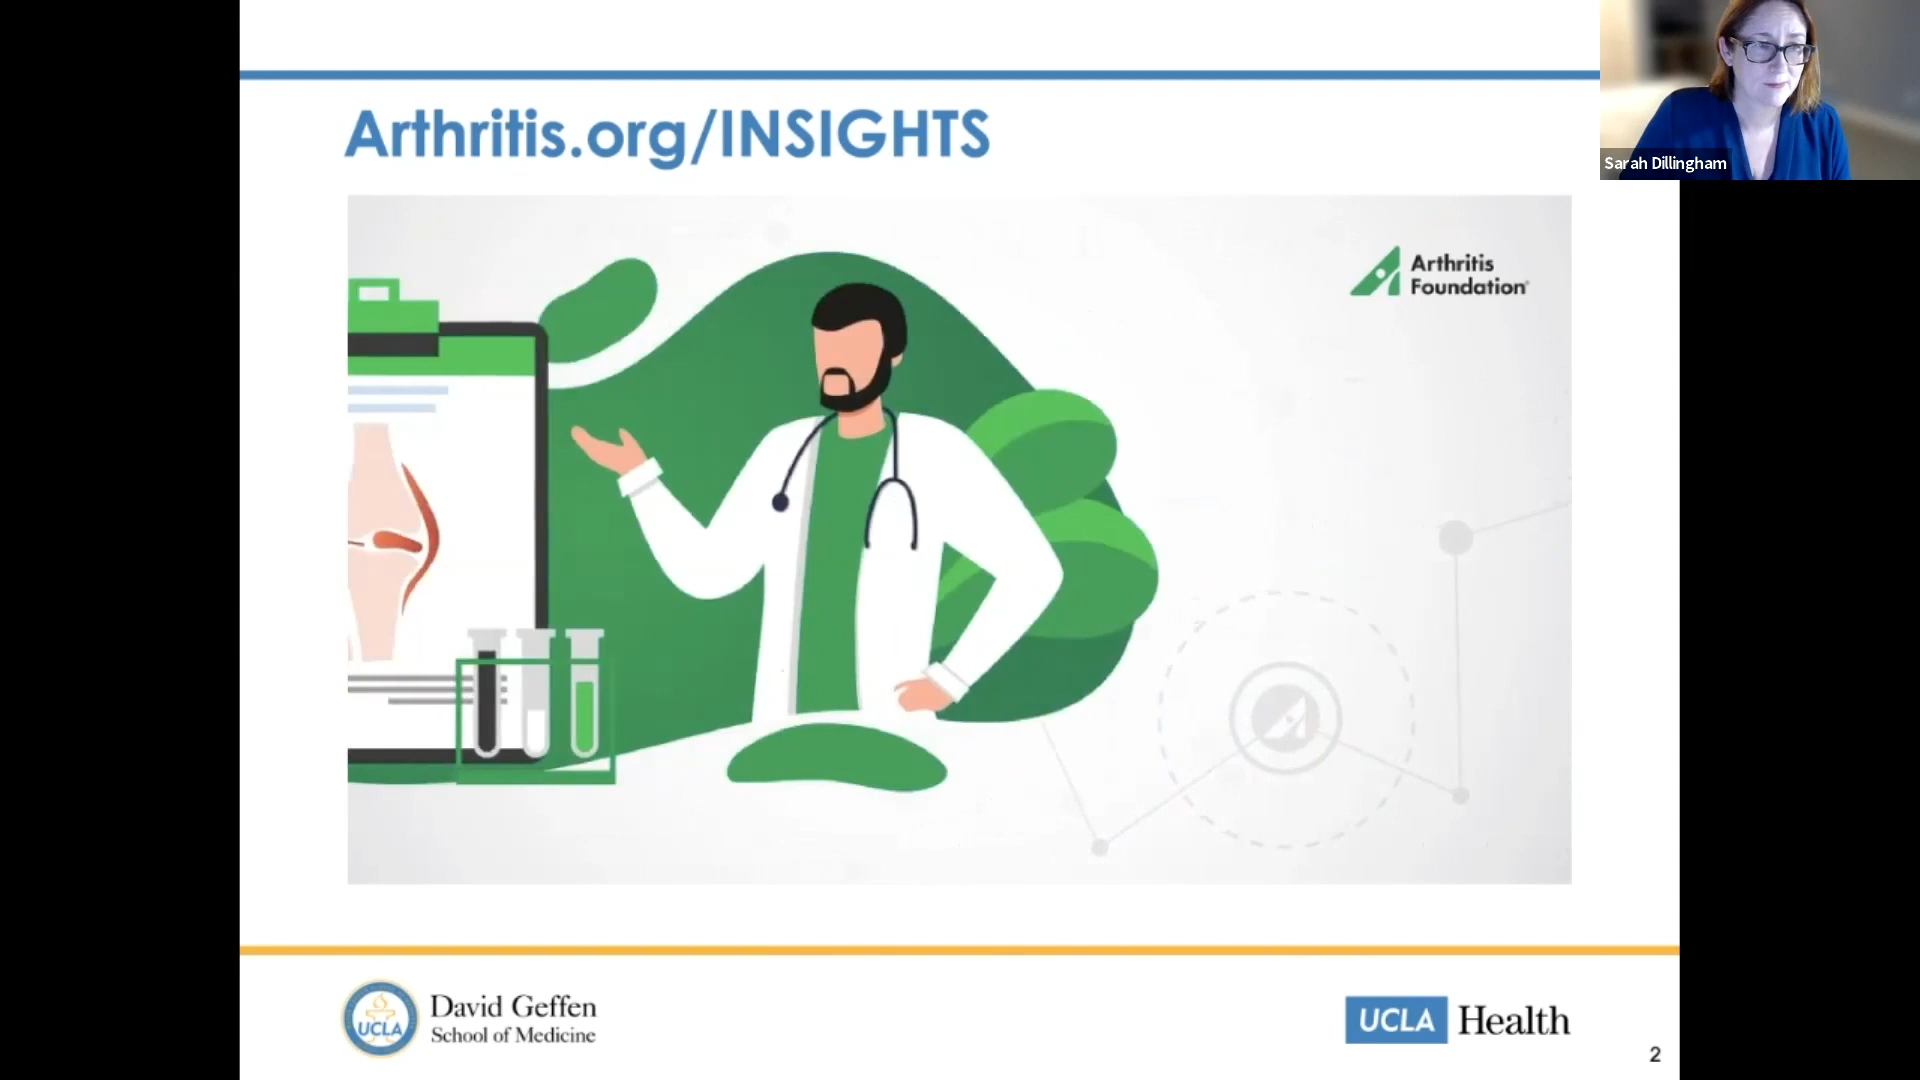 Arthritis.org/INSIGHTS
Sarah Dillingham
Arthritis
Foundation®
UCLA
David Geffen
School of Medicine
UCLA Health
2